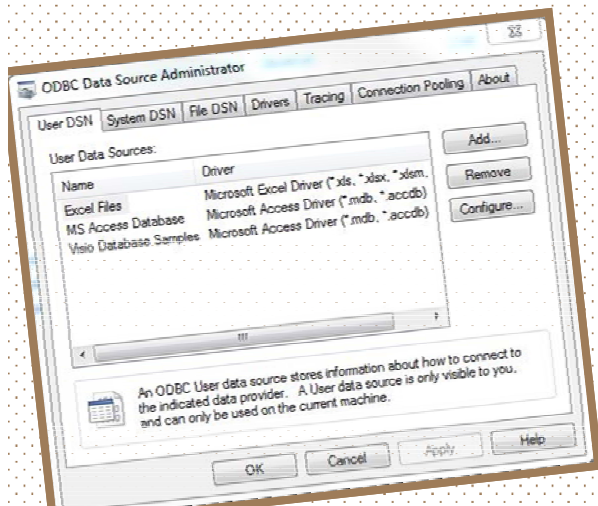 ODBC Data Source Administrator
User DSN System DSN File DSN Drivers Tracing Connection Pooling About
User Data Sources:
Name Driver
Excel Files Microsoft Excel Driver (*.xls, *.xlsx, *.xlsm,
MS Access Database Microsoft Access Driver (*.mdb, *.accdb)
Visio Database Samples Microsoft Access Driver (*.mdb, *.accdb)
Add...
Remove
Configure...
An ODBC User data source stores information about how to connect to
the indicated data provider. A User data source is only visible to you,
and can only be used on the current machine.
OK Cancel Apply Help